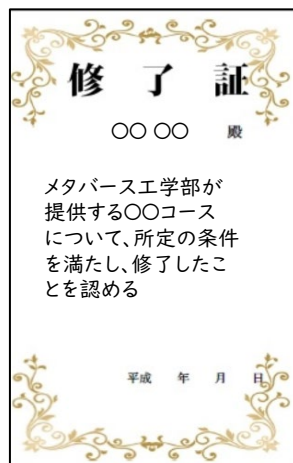 修 了 証
〇〇 〇〇 殿
メタバース工学部が
提供する〇〇コース
について、所定の条件
を満たし、修了したこ
とを認める
平成 年 月 日